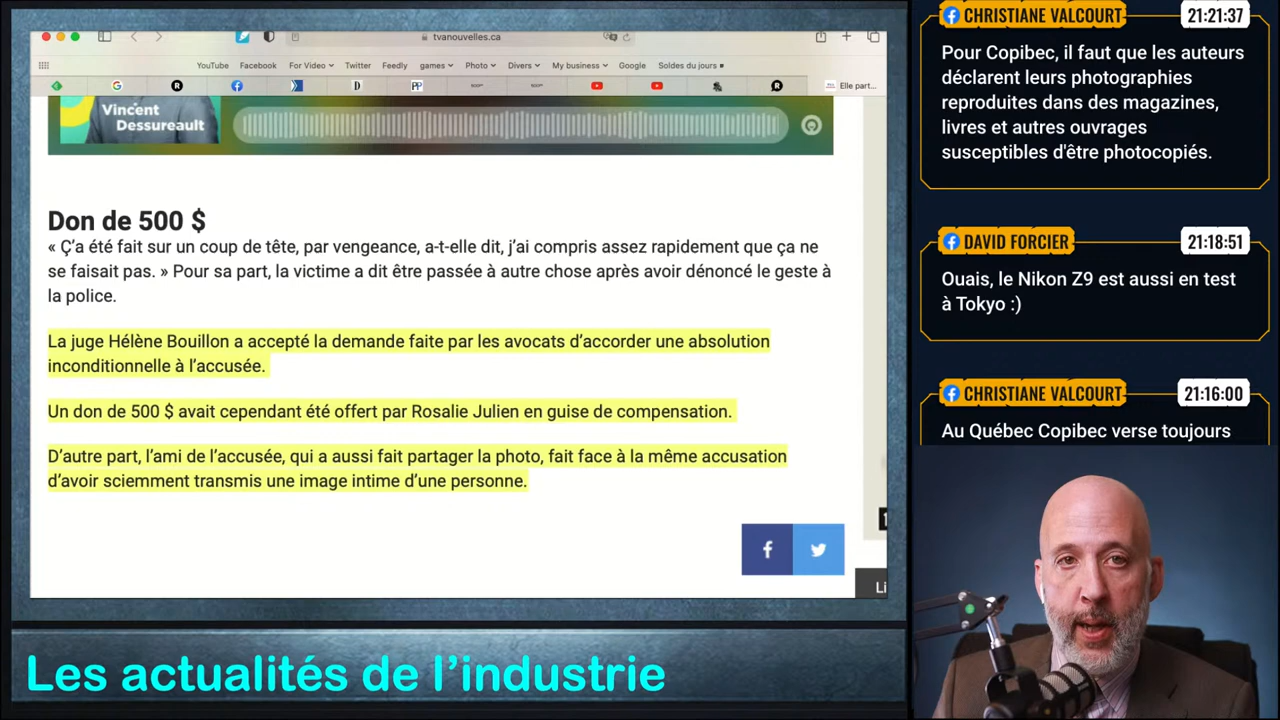 tvanouvelles.ca
YouTube Facebook For Video Twitter Feedly games Photo Divers My business Google Soldes du jours
Elle part...
Vincent
Dessureault
Don de 500 $
« Ç’a été fait sur un coup de tête, par vengeance, a-t-elle dit, j’ai compris assez rapidement que ça ne
se faisait pas. » Pour sa part, la victime a dit être passée à autre chose après avoir dénoncé le geste à
la police.
La juge Hélène Bouillon a accepté la demande faite par les avocats d’accorder une absolution
inconditionnelle à l’accusée.
Un don de 500 $ avait cependant été offert par Rosalie Julien en guise de compensation.
D’autre part, l’ami de l’accusée, qui a aussi fait partager la photo, fait face à la même accusation
d’avoir sciemment transmis une image intime d’une personne.
Li
Les actualités de l’industrie
CHRISTIANE VALCOURT 21:21:37
Pour Copibec, il faut que les auteurs
déclarent leurs photographies
reproduites dans des magazines,
livres et autres ouvrages
susceptibles d'être photocopiés.
DAVID FORCIER 21:18:51
Ouais, le Nikon Z9 est aussi en test
à Tokyo :)
CHRISTIANE VALCOURT 21:16:00
Au Québec Copibec verse toujours